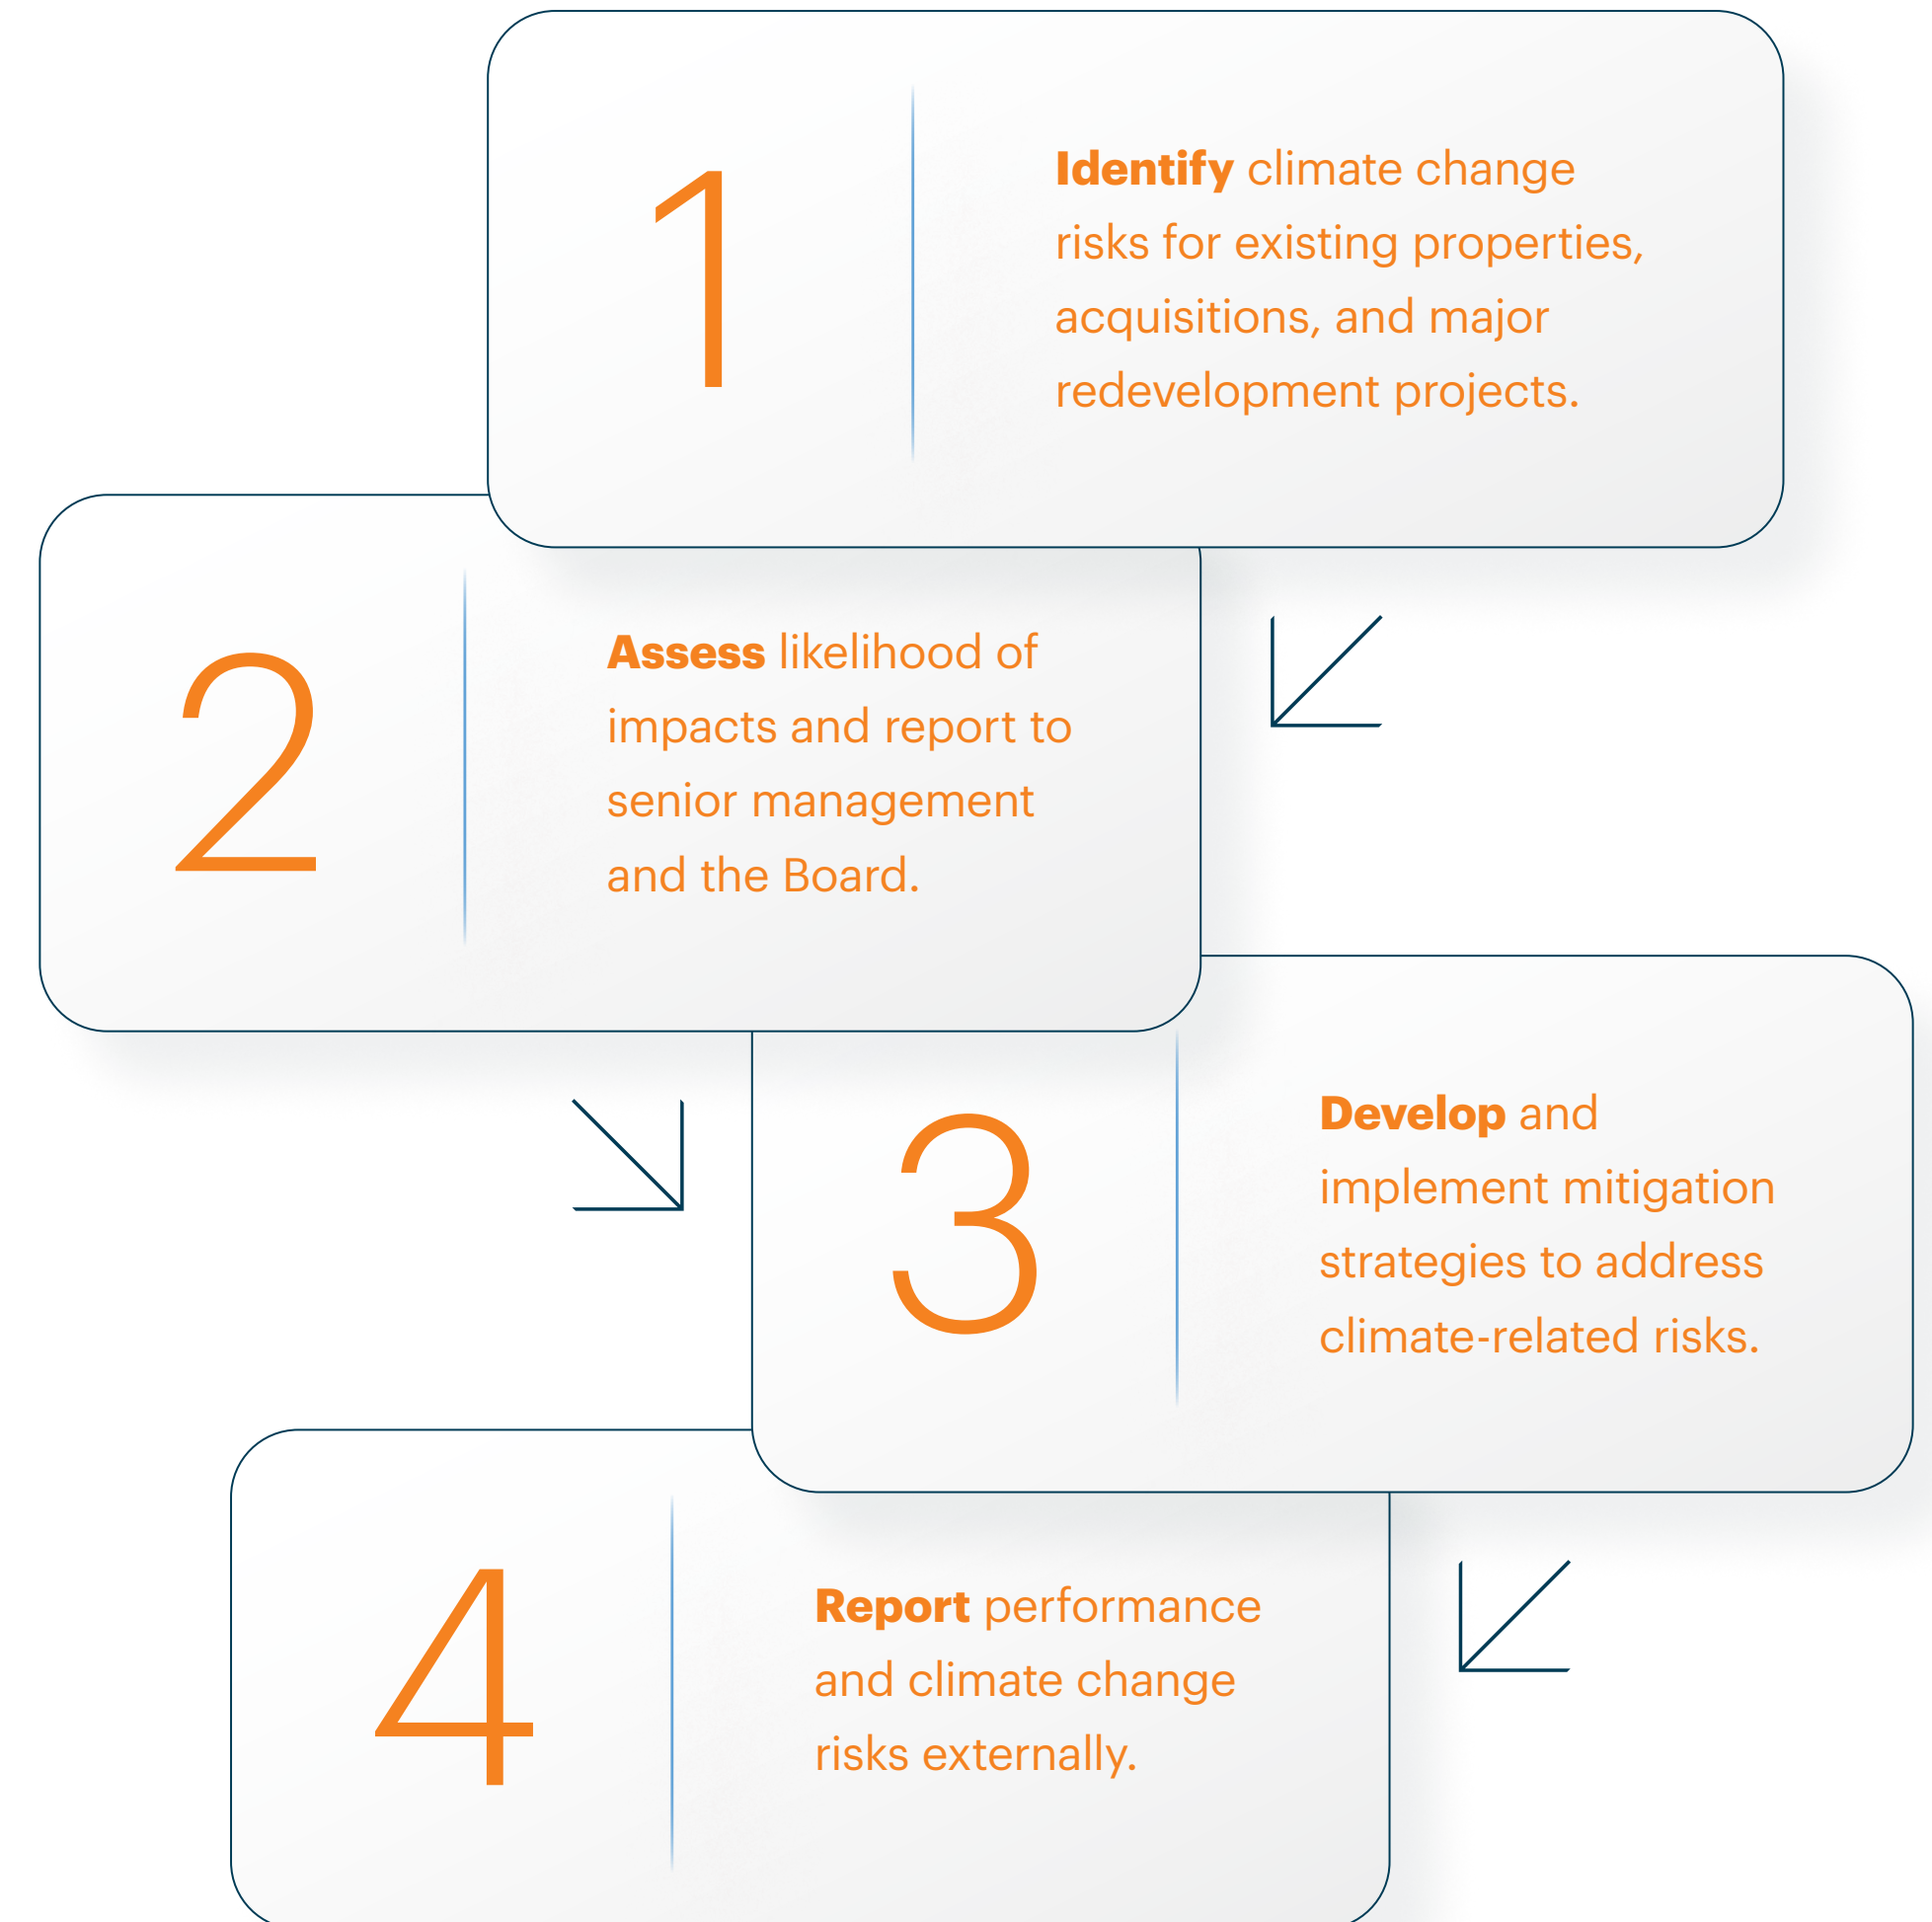 1
Identify climate change
risks for existing properties,
acquisitions, and major
redevelopment projects.
2
Assess likelihood of
impacts and report to
senior management
and the Board.
3
Develop and
implement mitigation
strategies to address
climate-related risks.
4
Report performance
and climate change
risks externally.